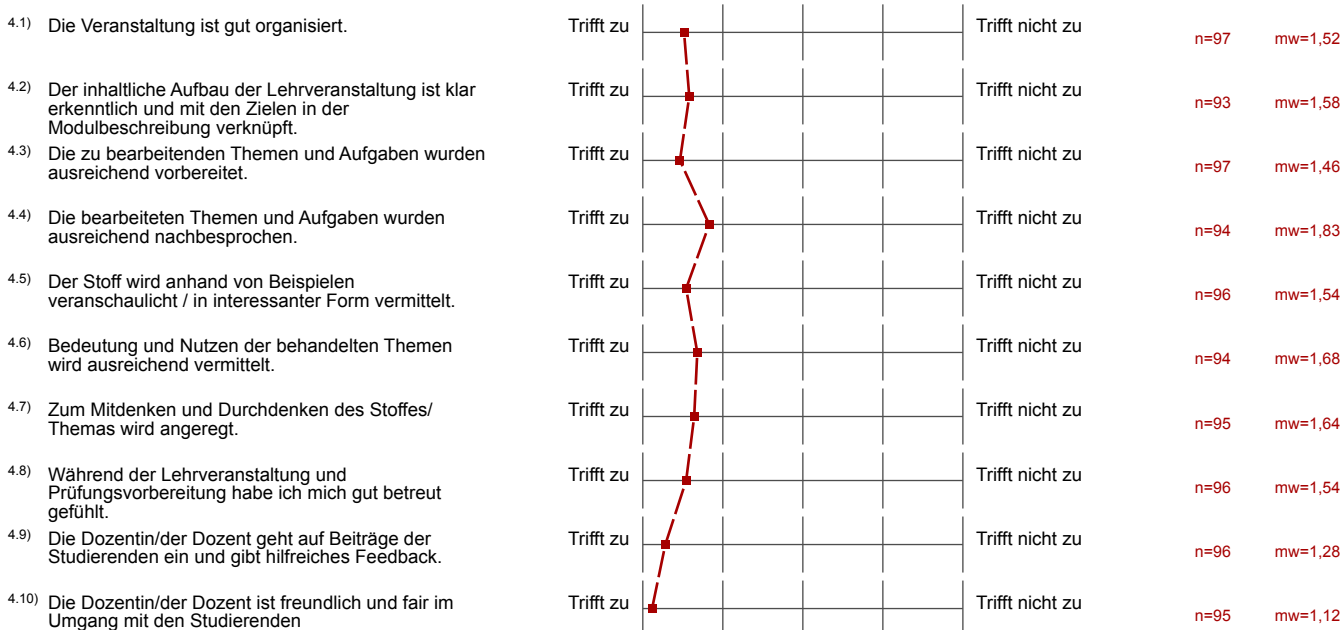 4.1) Die Veranstaltung ist gut organisiert. Trifft zu Trifft nicht zu n=97 mw=1,52
4.2) Der inhaltliche Aufbau der Lehrveranstaltung ist klar
erkenntlich und mit den Zielen in der
Modulbeschreibung verknüpft.
Trifft zu Trifft nicht zu n=93 mw=1,58
4.3) Die zu bearbeitenden Themen und Aufgaben wurden
ausreichend vorbereitet.
Trifft zu Trifft nicht zu n=97 mw=1,46
4.4) Die bearbeiteten Themen und Aufgaben wurden
ausreichend nachbesprochen.
Trifft zu Trifft nicht zu n=94 mw=1,83
4.5) Der Stoff wird anhand von Beispielen
veranschaulicht / in interessanter Form vermittelt.
Trifft zu Trifft nicht zu n=96 mw=1,54
4.6) Bedeutung und Nutzen der behandelten Themen
wird ausreichend vermittelt.
Trifft zu Trifft nicht zu n=94 mw=1,68
4.7) Zum Mitdenken und Durchdenken des Stoffes/
Themas wird angeregt.
Trifft zu Trifft nicht zu n=95 mw=1,64
4.8) Während der Lehrveranstaltung und
Prüfungsvorbereitung habe ich mich gut betreut
gefühlt.
Trifft zu Trifft nicht zu n=96 mw=1,54
4.9) Die Dozentin/der Dozent geht auf Beiträge der
Studierenden ein und gibt hilfreiches Feedback.
Trifft zu Trifft nicht zu n=96 mw=1,28
4.10) Die Dozentin/der Dozent ist freundlich und fair im
Umgang mit den Studierenden
Trifft zu Trifft nicht zu n=95 mw=1,12